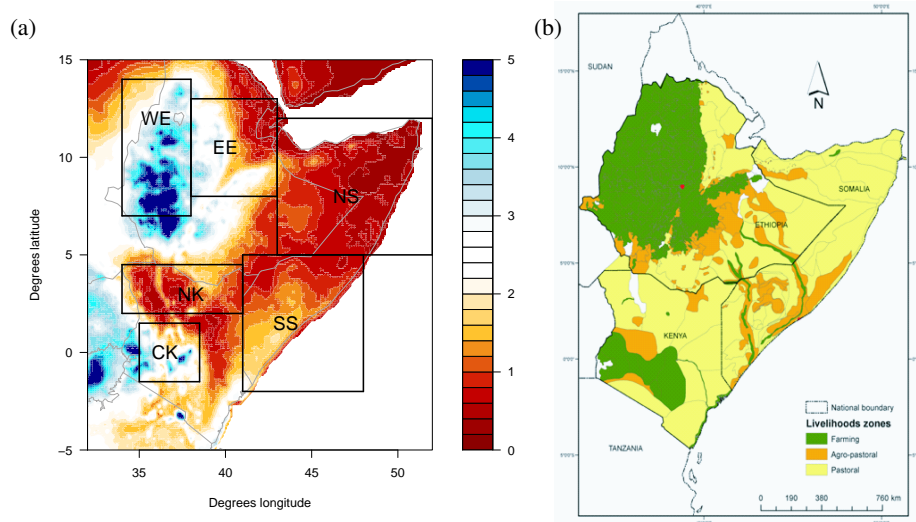 (a)
15
10
5
0
−5
Degrees latitude
35
40
45
50
Degrees longitude
WE
EE
NS
NK
SS
CK
5
4
3
2
1
0
(b)
SUDAN
N
SOMALIA
ETHIOPIA
KENYA
TANZANIA
National boundary
Livelihoods zones
Farming
Agro-pastoral
Pastoral
0 190 380 760 km